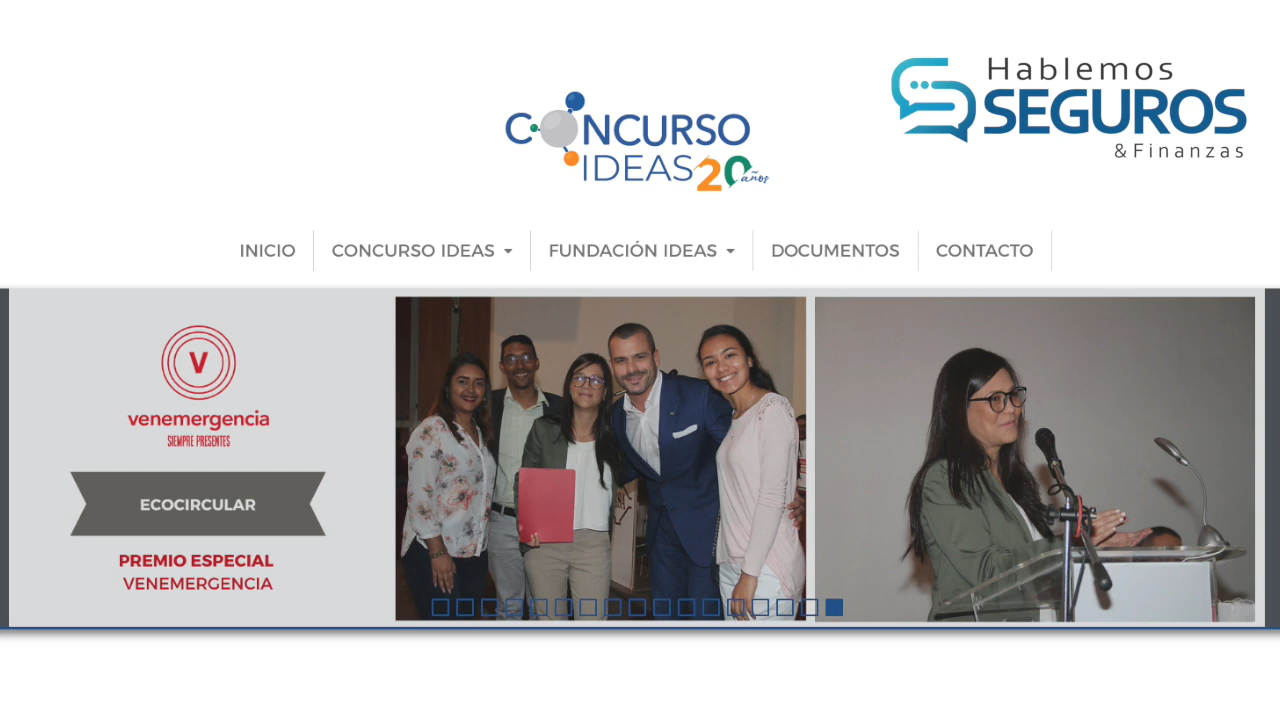 Hablemos
SEGUROS
& Finanzas
CONCURSO
IDEAS 20 años
INICIO
CONCURSO IDEAS
FUNDACIÓN IDEAS
DOCUMENTOS
CONTACTO
V
venemergencia
SIEMPRE PRESENTES
ECOCIRCULAR
PREMIO ESPECIAL
VENEMERGENCIA